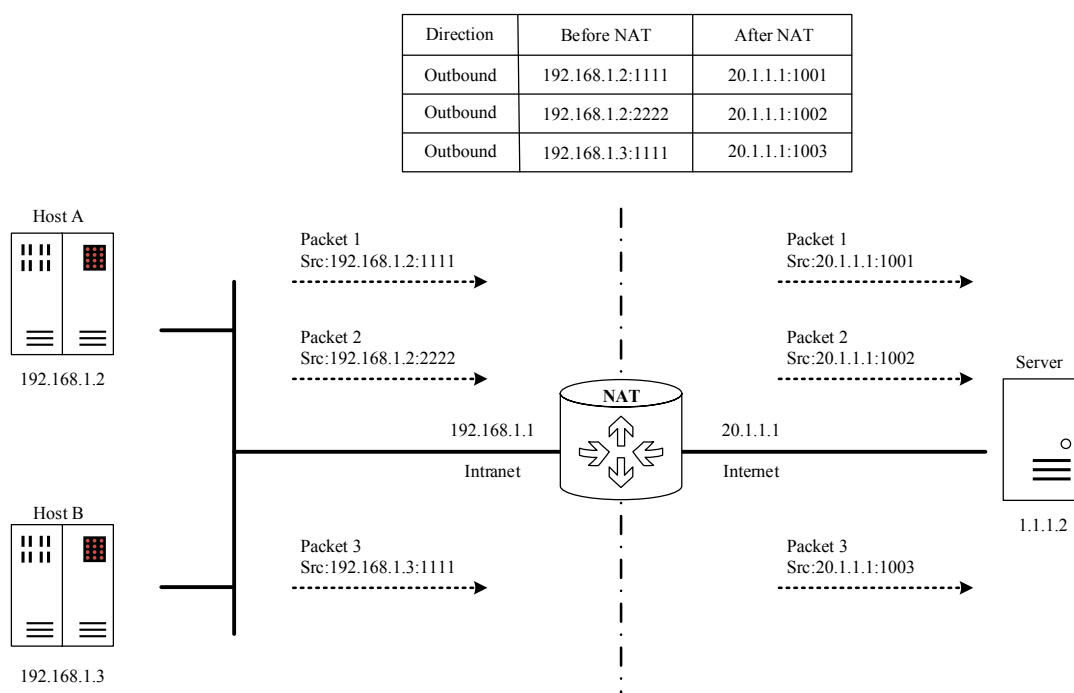 Direction Before NAT After NAT
Outbound 192.168.1.2:1111 20.1.1.1:1001
Outbound 192.168.1.2:2222 20.1.1.1:1002
Outbound 192.168.1.3:1111 20.1.1.1:1003
Host A
192.168.1.2
Packet 1
Src:192.168.1.2:1111
Packet 1
Src:20.1.1.1:1001
Packet 2
Src:192.168.1.2:2222
Packet 2
Src:20.1.1.1:1002
Server
1.1.1.2
NAT
192.168.1.1
Intranet
20.1.1.1
Internet
Host B
192.168.1.3
Packet 3
Src:192.168.1.3:1111
Packet 3
Src:20.1.1.1:1003